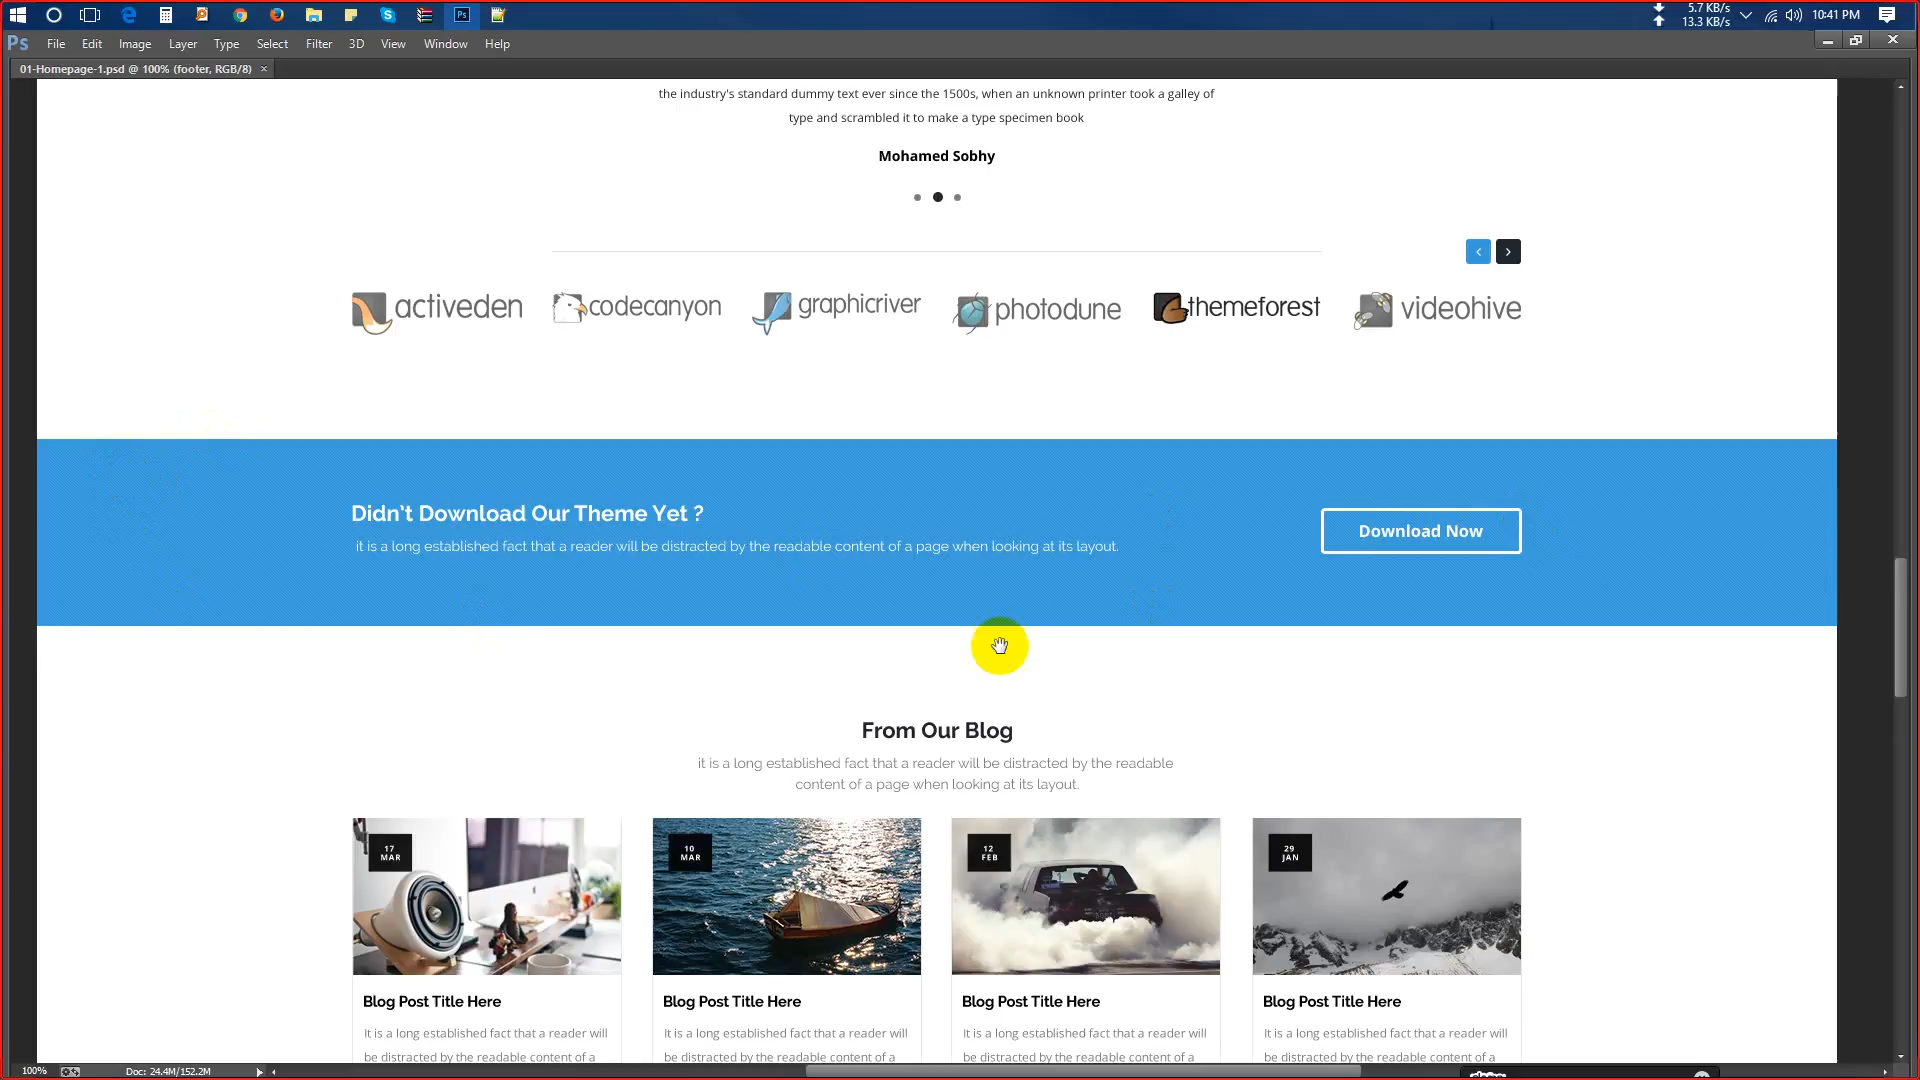 5.7 KB/s
13.3 KB/s
10:41 PM
Ps
File Edit Image Layer Type Select Filter 3D View Window Help
01-Homepage-1.psd @ 100% (footer, RGB/8) ×
the industry's standard dummy text ever since the 1500s, when an unknown printer took a galley of
type and scrambled it to make a type specimen book
Mohamed Sobhy
activeden codecanyon graphicriver photodune themeforest videohive
Didn't Download Our Theme Yet ?
it is a long established fact that a reader will be distracted by the readable content of a page when looking at its layout.
Download Now
From Our Blog
it is a long established fact that a reader will be distracted by the readable
content of a page when looking at its layout.
17 MAR
10 MAR
12 FEB
29 JAN
Blog Post Title Here
It is a long established fact that a reader will
be distracted by the readable content of a
Blog Post Title Here
It is a long established fact that a reader will
be distracted by the readable content of a
Blog Post Title Here
It is a long established fact that a reader will
be distracted by the readable content of a
Blog Post Title Here
It is a long established fact that a reader will
be distracted by the readable content of a
100% Doc: 24.4M/152.2M